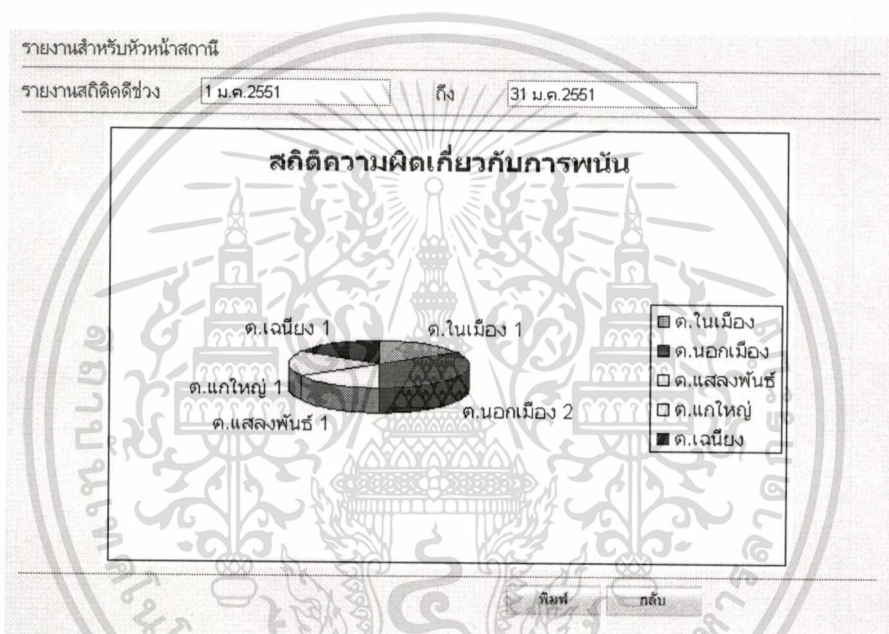 รายงานสำหรับหัวหน้าสถานี
รายงานสถิติคดีช่วง 1 ม.ค.2551 ถึง 31 ม.ค.2551
สถิติความผิดเกี่ยวกับการพนัน
ต.เฉนียง 1 ต.ในเมือง 1
ต.แกใหญ่ 1
ต.แสลงพันธ์ 1 ต.นอกเมือง 2
ต.ในเมือง
ต.นอกเมือง
ต.แสลงพันธ์
ต.แกใหญ่
ต.เฉนียง
พิมพ์ กลับ